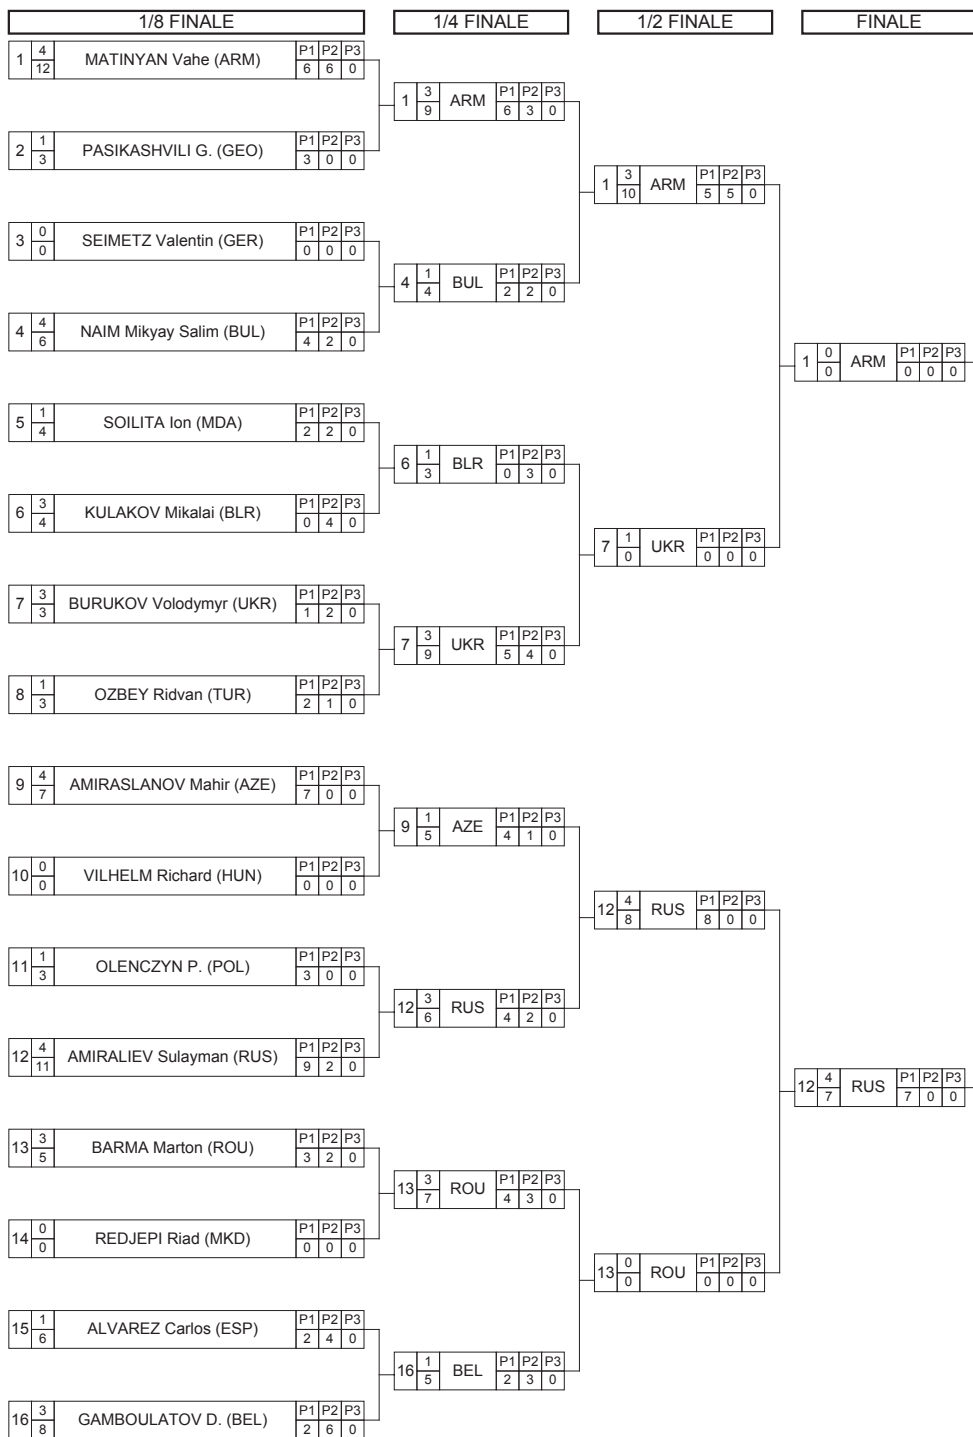 1/8 FINALE 1/4 FINALE 1/2 FINALE FINALE
1 4 12 MATINYAN Vahe (ARM) P1 P2 P3 6 6 0
1 3 9 ARM P1 P2 P3 6 3 0
2 1 3 PASIKASHVILI G. (GEO) P1 P2 P3 3 0 0
1 3 10 ARM P1 P2 P3 5 5 0
3 0 0 SEIMETZ Valentin (GER) P1 P2 P3 0 0 0
4 1 4 BUL P1 P2 P3 2 2 0
4 4 6 NAIM Mikyay Salim (BUL) P1 P2 P3 4 2 0
1 0 0 ARM P1 P2 P3 0 0 0
5 1 4 SOILITA Ion (MDA) P1 P2 P3 2 2 0
6 1 3 BLR P1 P2 P3 0 3 0
6 3 4 KULAKOV Mikalai (BLR) P1 P2 P3 0 4 0
7 1 0 UKR P1 P2 P3 0 0 0
7 3 3 BURUKOV Volodymyr (UKR) P1 P2 P3 1 2 0
7 3 9 UKR P1 P2 P3 5 4 0
8 1 3 OZBEY Ridvan (TUR) P1 P2 P3 2 1 0
9 4 7 AMIRASLANOV Mahir (AZE) P1 P2 P3 7 0 0
9 1 5 AZE P1 P2 P3 4 1 0
10 0 0 VILHELM Richard (HUN) P1 P2 P3 0 0 0
12 4 8 RUS P1 P2 P3 8 0 0
11 1 3 OLENCZYN P. (POL) P1 P2 P3 3 0 0
12 3 6 RUS P1 P2 P3 4 2 0
12 4 11 AMIRALIEV Sulayman (RUS) P1 P2 P3 9 2 0
12 4 7 RUS P1 P2 P3 7 0 0
13 3 5 BARMA Marton (ROU) P1 P2 P3 3 2 0
13 3 7 ROU P1 P2 P3 4 3 0
14 0 0 REDJEPI Riad (MKD) P1 P2 P3 0 0 0
13 0 0 ROU P1 P2 P3 0 0 0
15 1 6 ALVAREZ Carlos (ESP) P1 P2 P3 2 4 0
16 1 5 BEL P1 P2 P3 2 3 0
16 3 8 GAMBOULATOV D. (BEL) P1 P2 P3 2 6 0